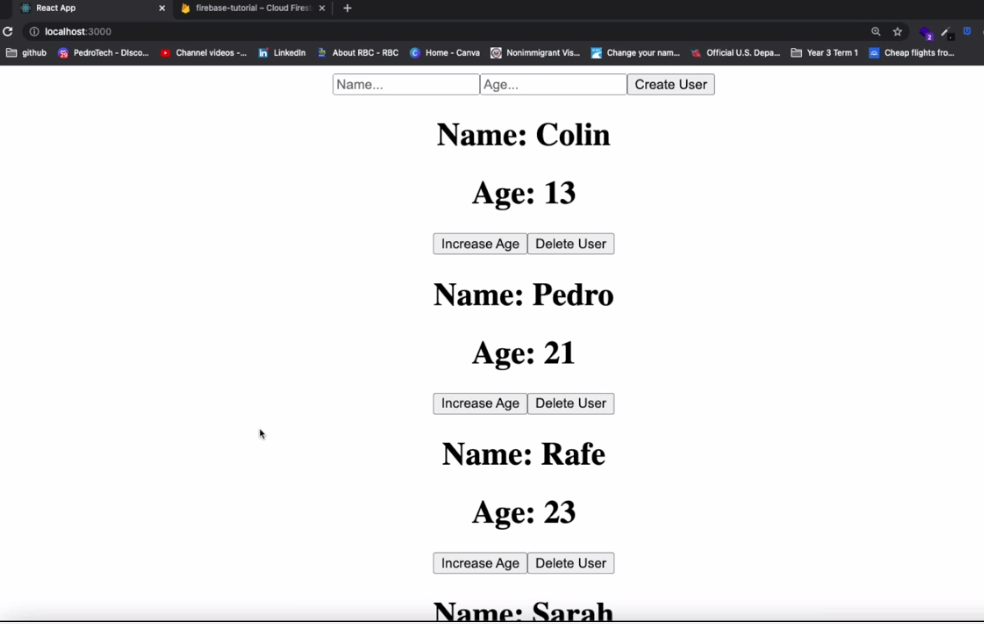 React App
firebase-tutorial – Cloud Firest
localhost:3000
github PedroTech - Disco... Channel videos -... LinkedIn About RBC - RBC Home - Canva Nonimmigrant Vis... Change your nam... Official U.S. Depa... Year 3 Term 1 Cheap flights fro...
Name... Age... Create User
Name: Colin
Age: 13
Increase Age Delete User
Name: Pedro
Age: 21
Increase Age Delete User
Name: Rafe
Age: 23
Increase Age Delete User
Name: Sarah